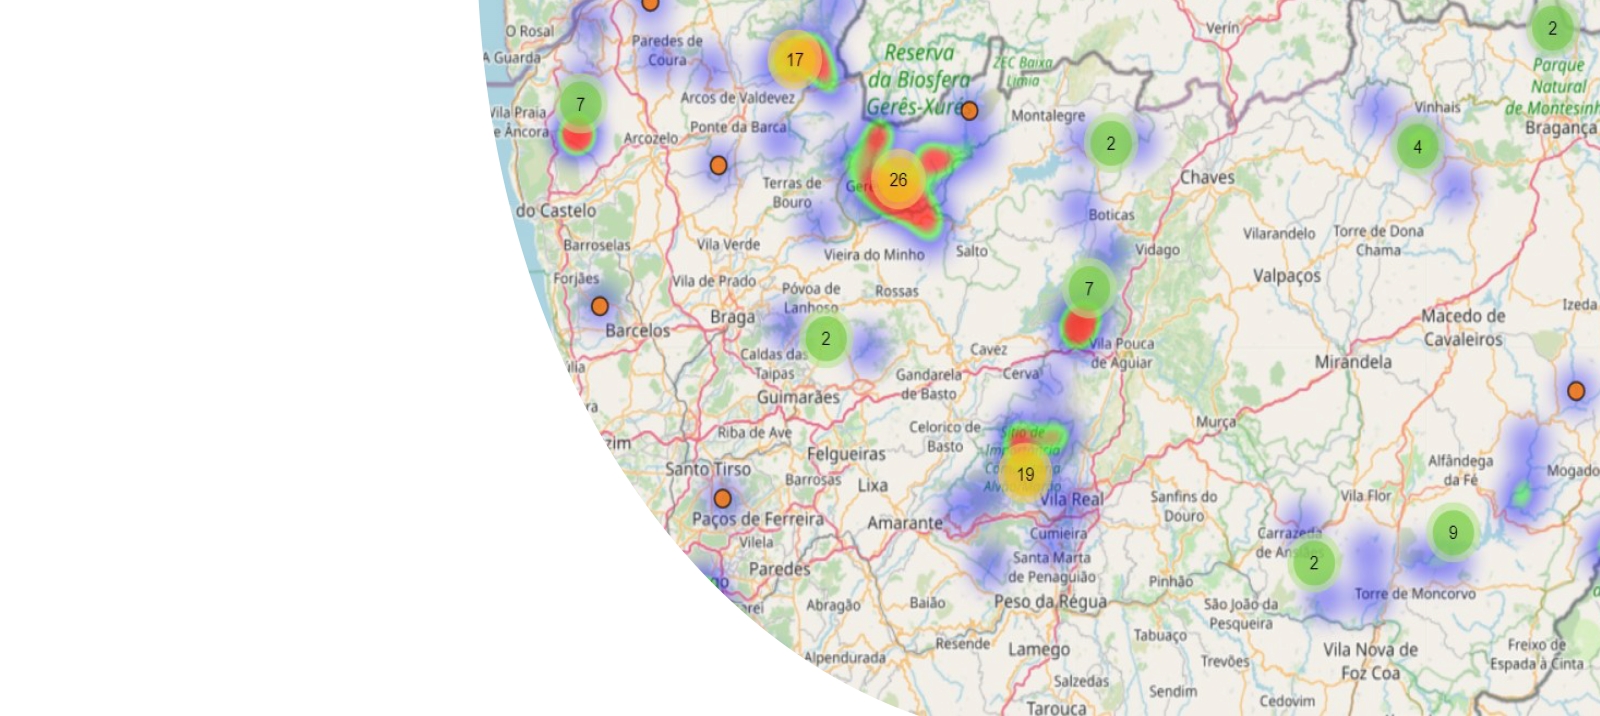 O Rosal
A Guarda
Paredes de
Coura
17
Reserva
da Biosfera
Gerês-Xuré
ZEC Baixa
Limia
Verín
2
Parque
Natural
de Montesinh
7
Vila Praia
e Âncora
Arcos de Valdevez
Ponte da Barca
Arcozelo
Montalegre
2
Vinhais
4
Bragança
Terras de
Bouro
26
Chaves
do Castelo
Barroselas
Vila Verde
Vieira do Minho
Salto
Boticas
Vidago
Vilarandelo
Torre de Dona
Chama
Valpaços
Forjães
Vila de Prado
Póvoa de
Lanhoso
Rossas
7
Izeda
Barcelos
Braga
2
Caldas das
Taipas
Cavez
Cerva
Vila Pouca
de Aguiar
Macedo de
Cavaleiros
Mirandela
Guimarães
Gandarela
de Basto
Riba de Ave
Celorico de
Basto
Sítio de
19
Murça
zim
Santo Tirso
Felgueiras
Barrosas
Lixa
Vila Real
Sanfins do
Douro
Vila Flor
Alfândega
da Fé
Mogado
Paços de Ferreira
Vilela
Amarante
Cumieira
Carrazeda
2
9
Paredes
Santa Marta
de Penaguião
Pinhão
Torre de Moncorvo
Abragão
Baião
Peso da Régua
São João da
Pesqueira
Alpendurada
Resende
Lamego
Tabuaço
Trevões
Vila Nova de
Foz Coa
Freixo de
Espada à Cinta
Salzedas
Sendim
Cedovim
Tarouca